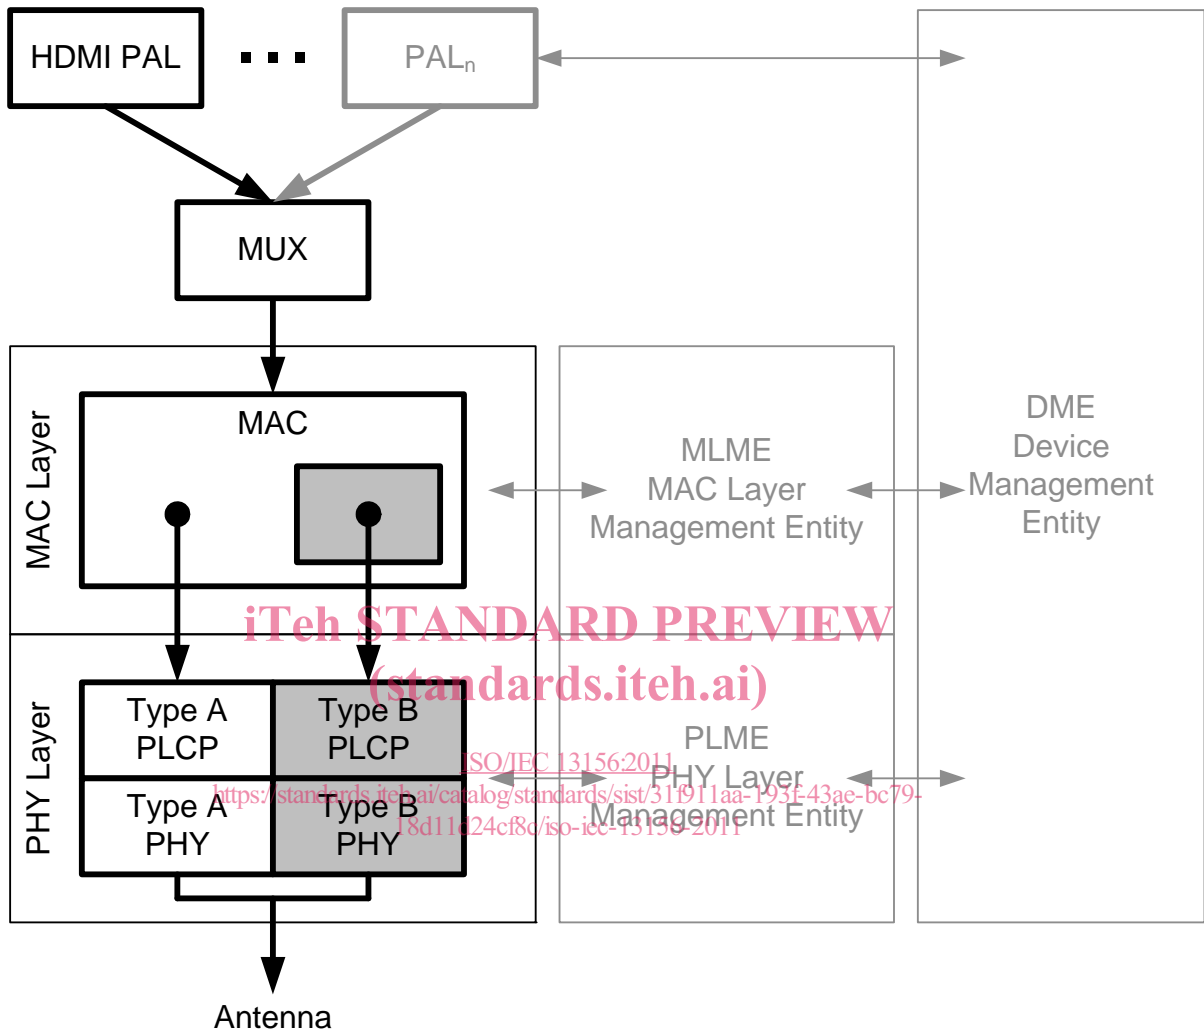 HDMI PAL
PALn
MUX
MAC Layer
MAC
MLME
MAC Layer
Management Entity
DME
Device
Management
Entity
iTeh STANDARD PREVIEW
(standards.iteh.ai)
PHY Layer
Type A
PLCP
Type B
PLCP
Type A
PHY
Type B
PHY
PLME
PHY Layer
Management Entity
ISO/IEC 13156:2011
https://standards.iteh.ai/catalog/standards/sist/31f911aa-193f-43ae-bc79-
18d11d24cf8c/iso-iec-13156-2011
Antenna